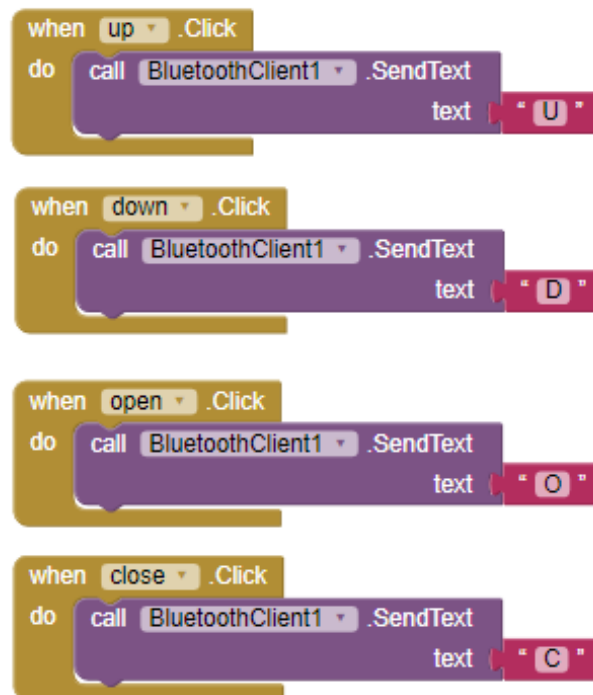 when up .Click
do call BluetoothClient1 .SendText
text "U"
when down .Click
do call BluetoothClient1 .SendText
text "D"
when open .Click
do call BluetoothClient1 .SendText
text "O"
when close .Click
do call BluetoothClient1 .SendText
text "C"